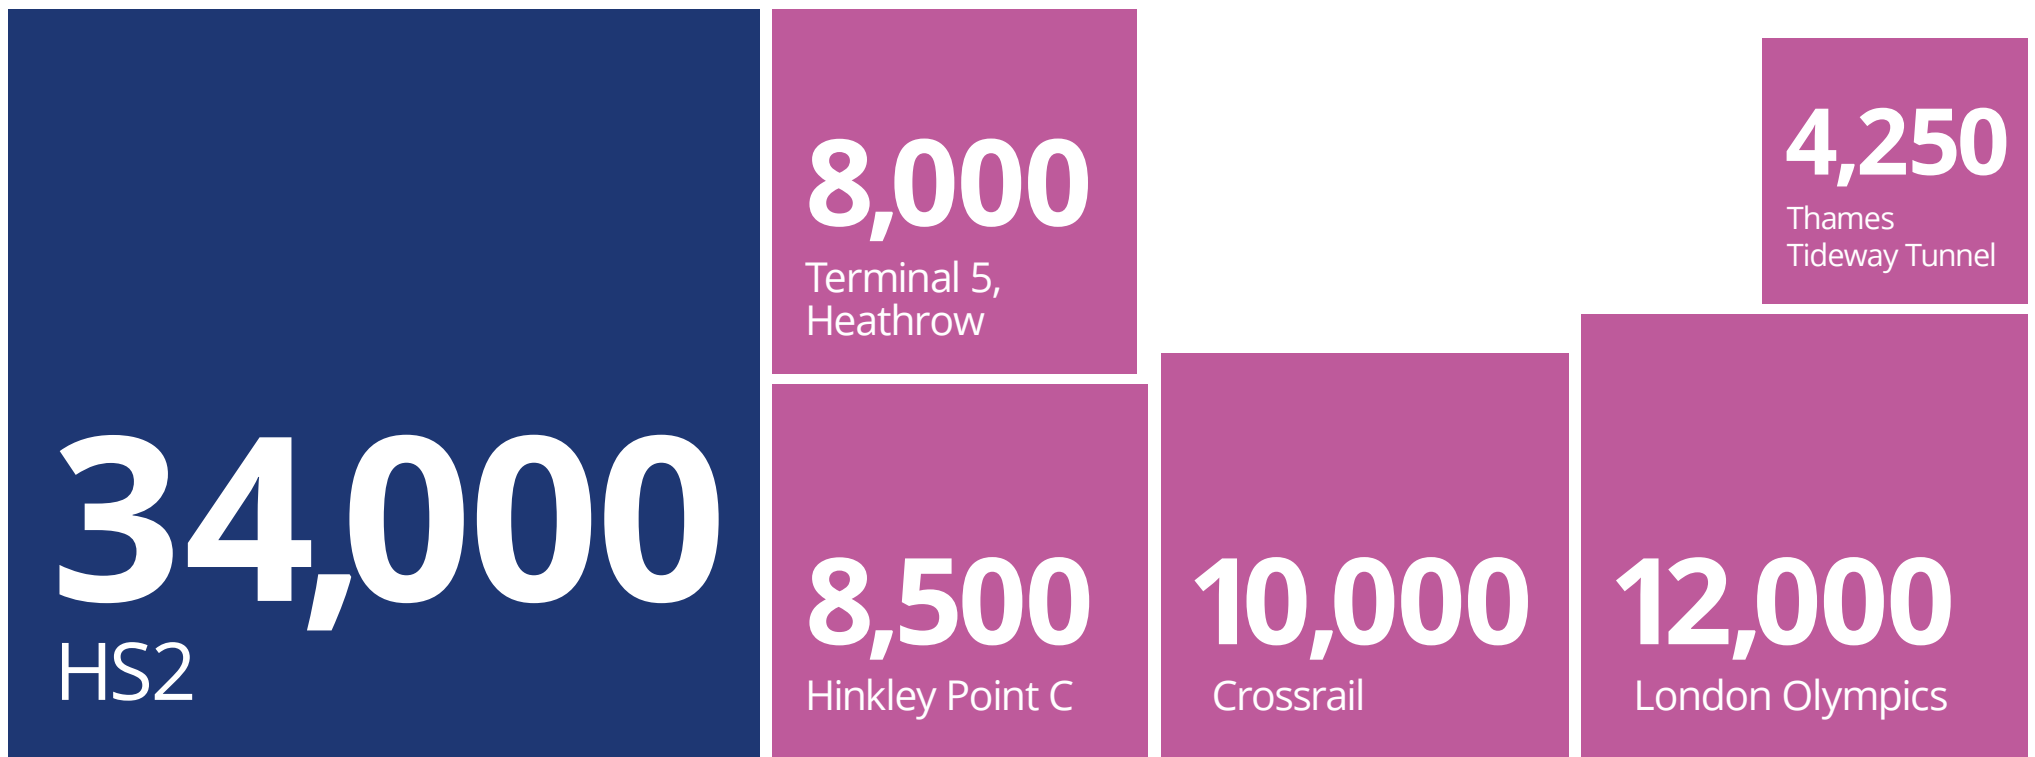 34,000
HS2
8,000
Terminal 5,
Heathrow
8,500
Hinkley Point C
10,000
Crossrail
4,250
Thames
Tideway Tunnel
12,000
London Olympics